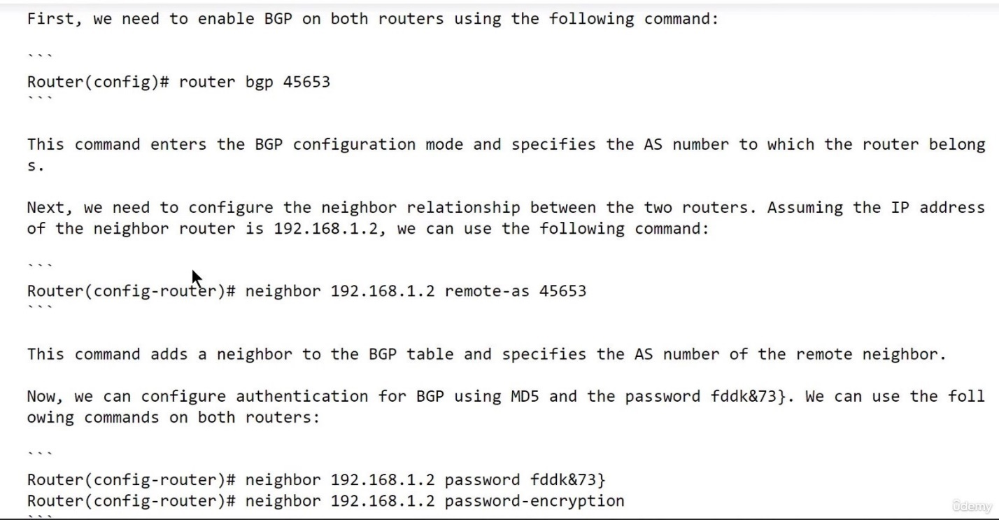 First, we need to enable BGP on both routers using the following command:
```
Router(config)# router bgp 45653
```
This command enters the BGP configuration mode and specifies the AS number to which the router belong
s.
Next, we need to configure the neighbor relationship between the two routers. Assuming the IP address
of the neighbor router is 192.168.1.2, we can use the following command:
```
Router(config-router)# neighbor 192.168.1.2 remote-as 45653
```
This command adds a neighbor to the BGP table and specifies the AS number of the remote neighbor.
Now, we can configure authentication for BGP using MD5 and the password fddk&73}. We can use the foll
owing commands on both routers:
```
Router(config-router)# neighbor 192.168.1.2 password fddk&73}
Router(config-router)# neighbor 192.168.1.2 password-encryption
```
ûdemy